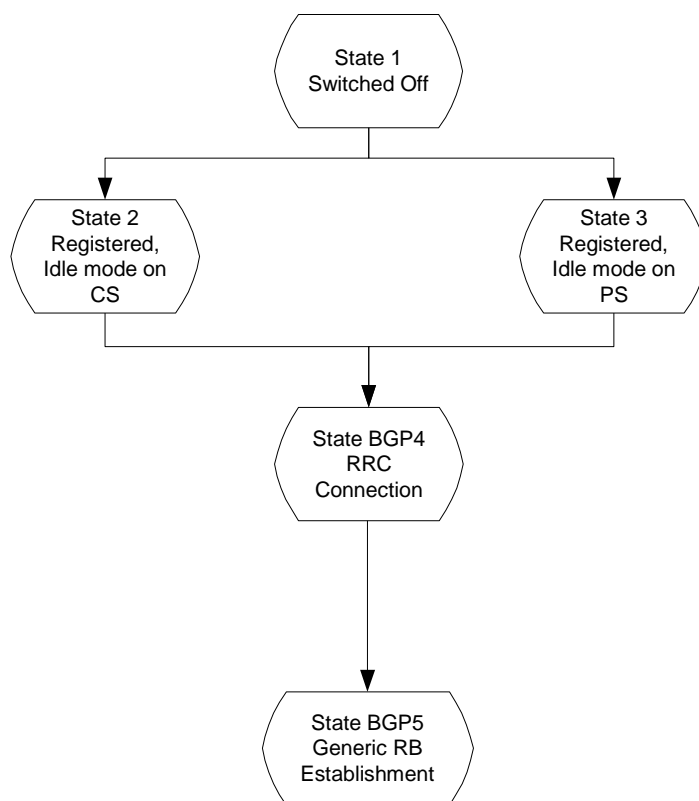 State 1
Switched Off
State 2
Registered,
Idle mode on
CS
State 3
Registered,
Idle mode on
PS
State BGP4
RRC
Connection
State BGP5
Generic RB
Establishment